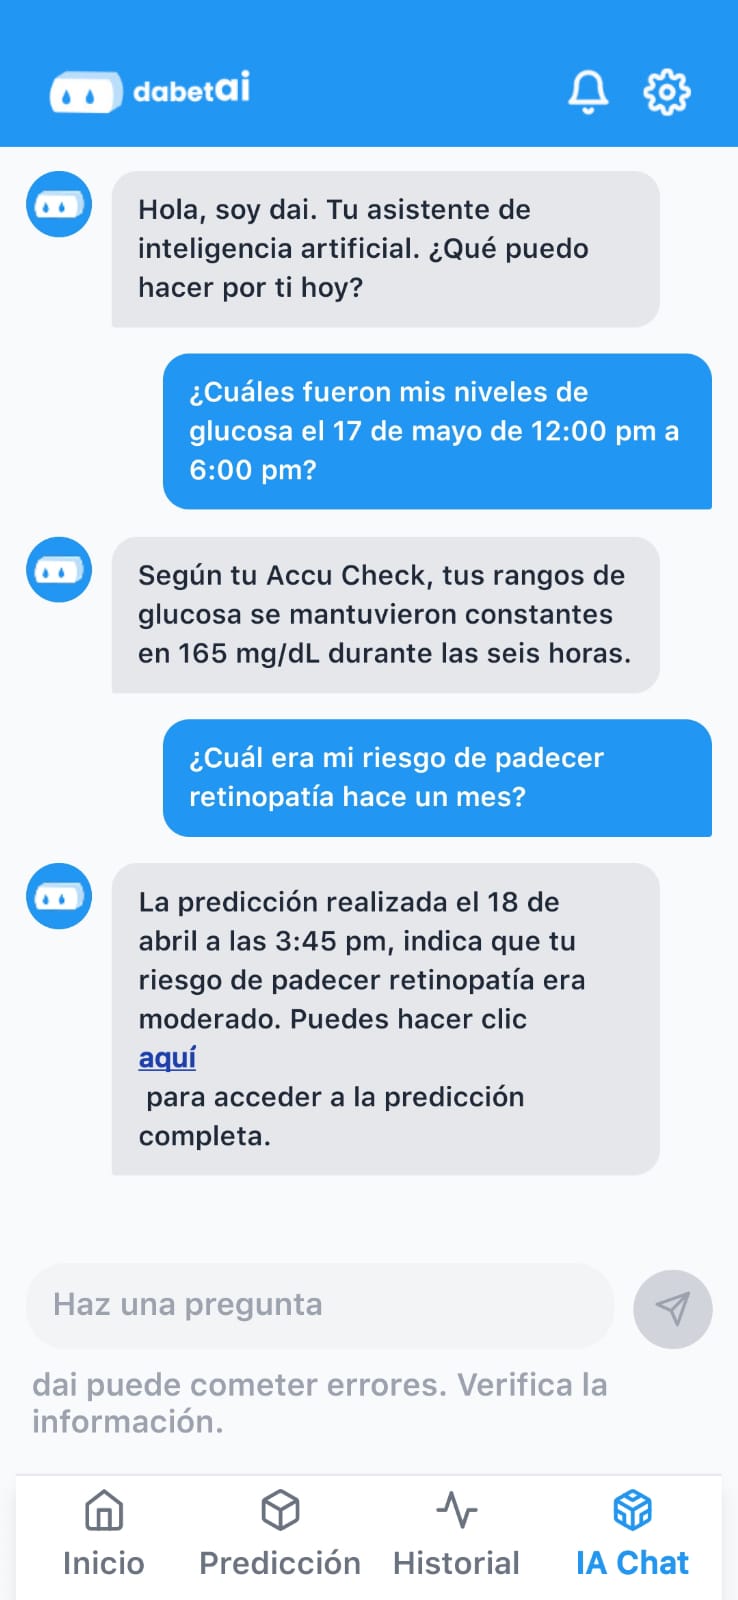 dabetai
Hola, soy dai. Tu asistente de
inteligencia artificial. ¿Qué puedo
hacer por ti hoy?
¿Cuáles fueron mis niveles de
glucosa el 17 de mayo de 12:00 pm a
6:00 pm?
Según tu Accu Check, tus rangos de
glucosa se mantuvieron constantes
en 165 mg/dL durante las seis horas.
¿Cuál era mi riesgo de padecer
retinopatía hace un mes?
La predicción realizada el 18 de
abril a las 3:45 pm, indica que tu
riesgo de padecer retinopatía era
moderado. Puedes hacer clic
aquí
para acceder a la predicción
completa.
Haz una pregunta
dai puede cometer errores. Verifica la
información.
Inicio Predicción Historial IA Chat